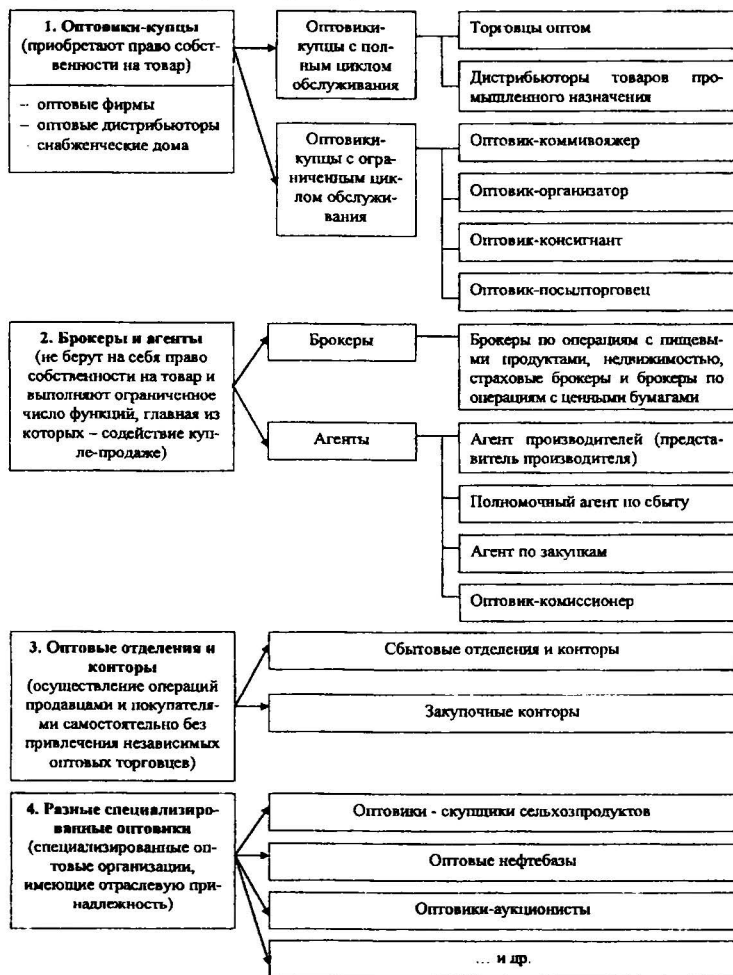 1. Оптовики-купцы
(приобретают право собст-
венности на товар)
– оптовые фирмы
– оптовые дистрибьюторы
снабженческие дома
Оптовики-
купцы с пол-
ным циклом
обслуживания
Торговцы оптом
Дистрибьюторы товаров про-
мышленного назначения
Оптовики-
купцы с огра-
ниченным цик-
лом обслужи-
вания
Оптовик-коммивояжер
Оптовик-организатор
Оптовик-консигнант
Оптовик-посылторговец
2. Брокеры и агенты
(не берут на себя право
собственности на товар и
выполняют ограниченное
число функций, главная из
которых – содействие куп-
ле-продаже)
Брокеры
Брокеры по операциям с пищевы-
ми продуктами, недвижимостью,
страховые брокеры и брокеры по
операциям с ценными бумагами
Агенты
Агент производителей (предста-
витель производителя)
Полномочный агент по сбыту
Агент по закупкам
Оптовик-комиссионер
3. Оптовые отделения и
конторы
(осуществление операций
продавцами и покупателя-
ми самостоятельно без
привлечения независимых
оптовых торговцев)
Сбытовые отделения и конторы
Закупочные конторы
4. Разные специализиро-
ванные оптовики
(специализированные оп-
товые организации,
имеющие отраслевую при-
надлежность)
Оптовики - скупщики сельхозпродуктов
Оптовые нефтебазы
Оптовики-аукционисты
... и др.